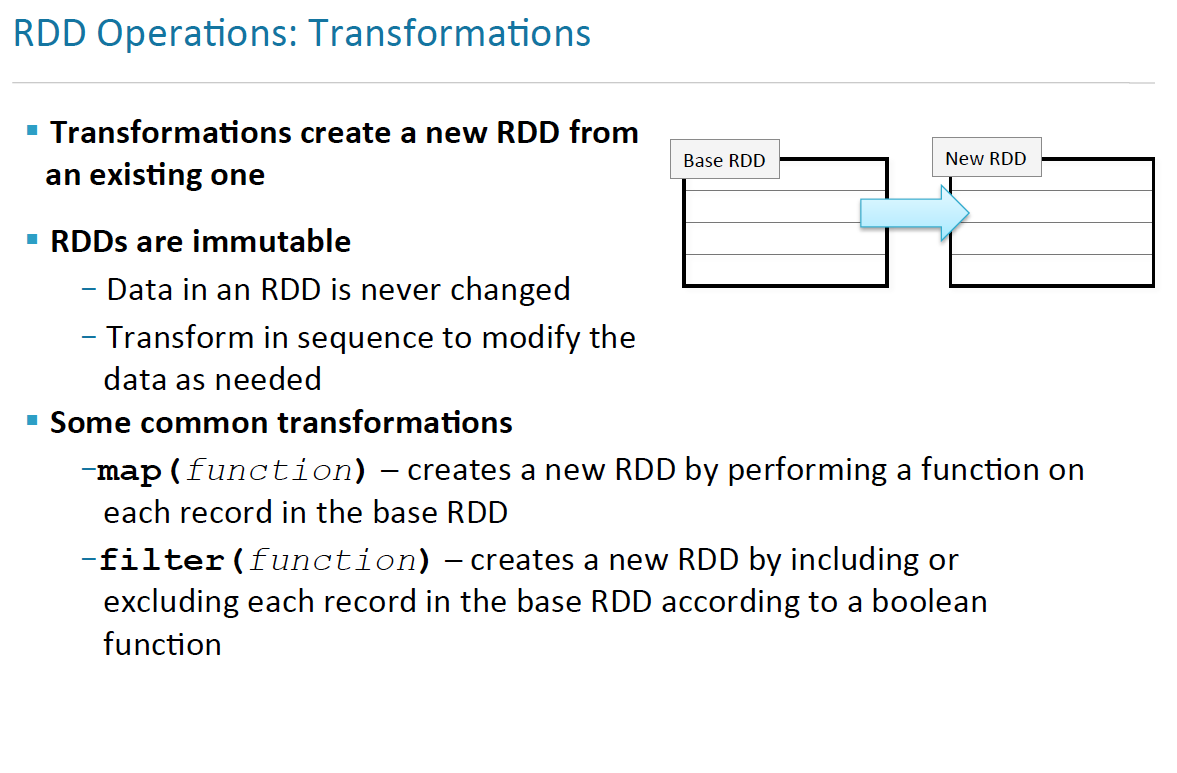 RDD Operations: Transformations
▪ Transformations create a new RDD from
an existing one
Base RDD
New RDD
▪ RDDs are immutable
– Data in an RDD is never changed
– Transform in sequence to modify the
data as needed
▪ Some common transformations
–map(function) – creates a new RDD by performing a function on
each record in the base RDD
–filter(function) – creates a new RDD by including or
excluding each record in the base RDD according to a boolean
function